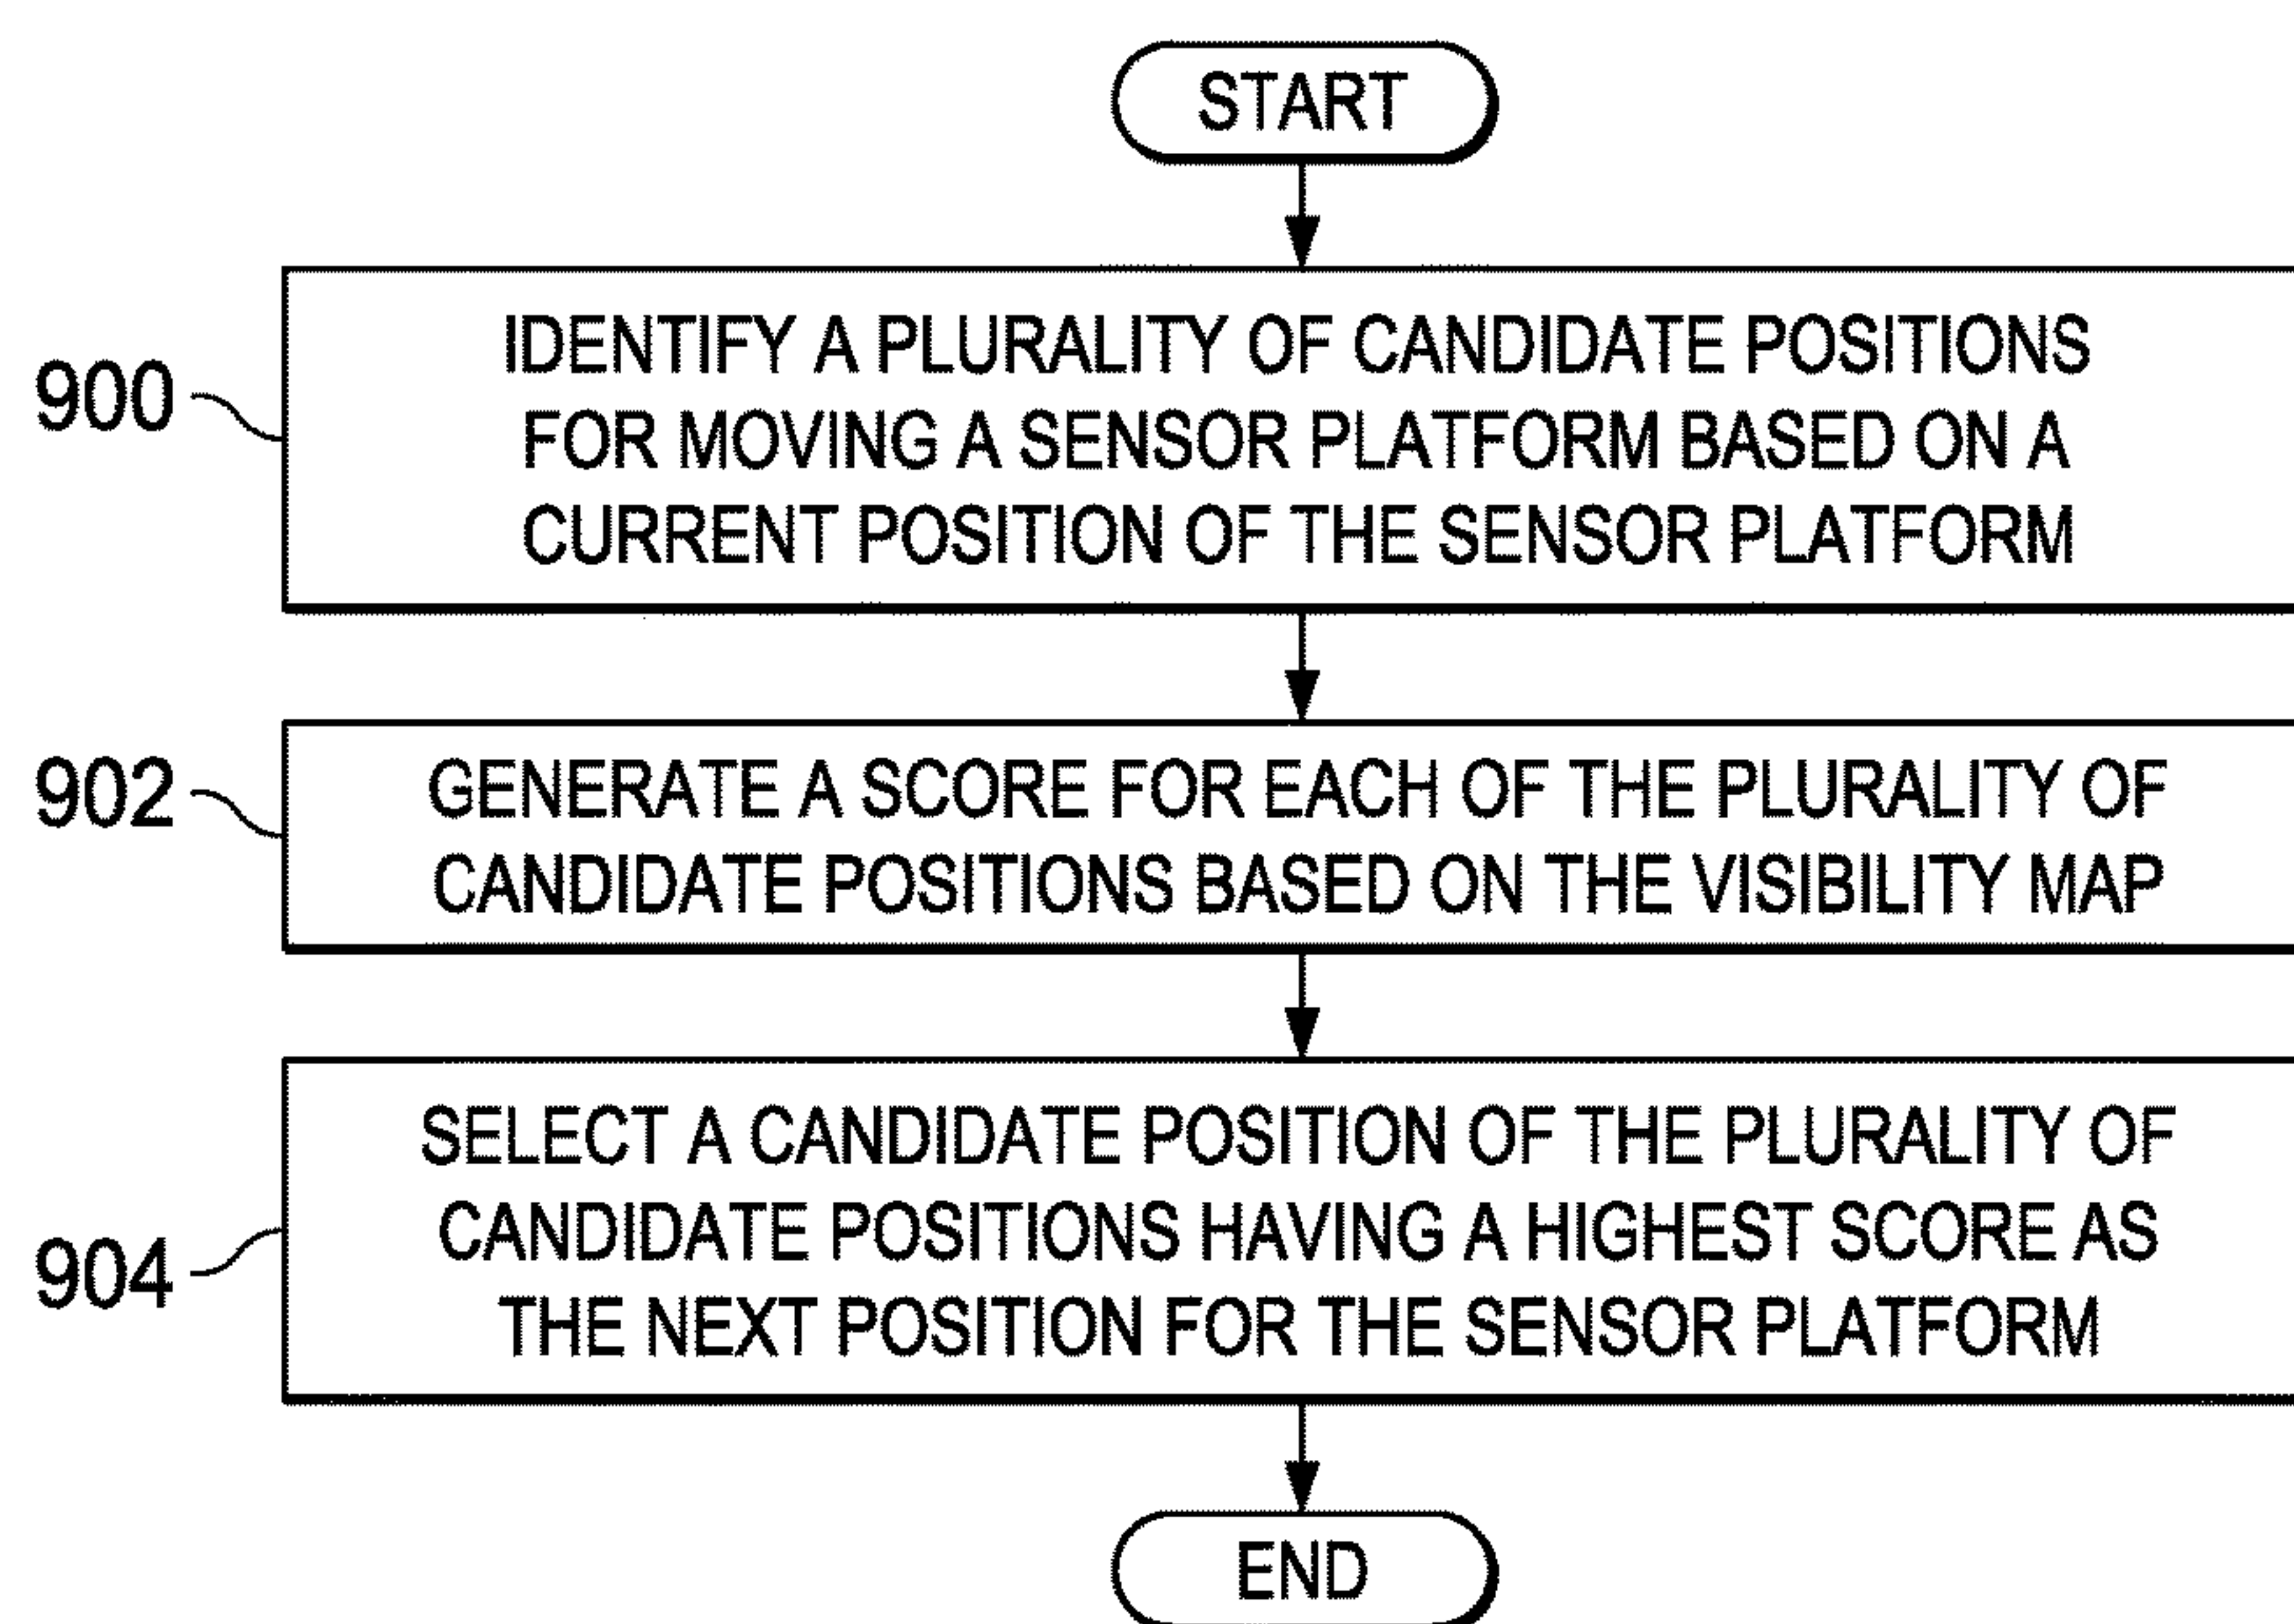 START
900
IDENTIFY A PLURALITY OF CANDIDATE POSITIONS
FOR MOVING A SENSOR PLATFORM BASED ON A
CURRENT POSITION OF THE SENSOR PLATFORM
902
GENERATE A SCORE FOR EACH OF THE PLURALITY OF
CANDIDATE POSITIONS BASED ON THE VISIBILITY MAP
904
SELECT A CANDIDATE POSITION OF THE PLURALITY OF
CANDIDATE POSITIONS HAVING A HIGHEST SCORE AS
THE NEXT POSITION FOR THE SENSOR PLATFORM
END